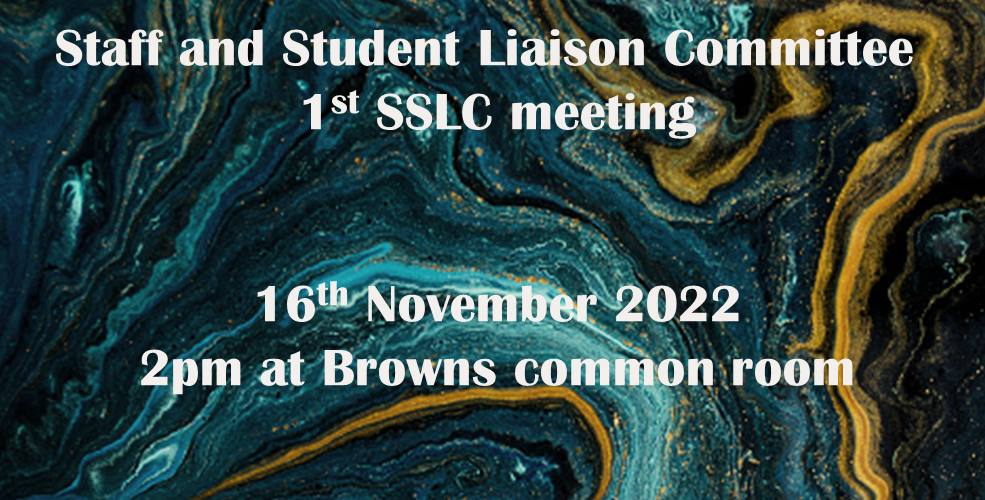 Staff and Student Liaison Committee
1st SSLC meeting
16th November 2022
2pm at Browns common room